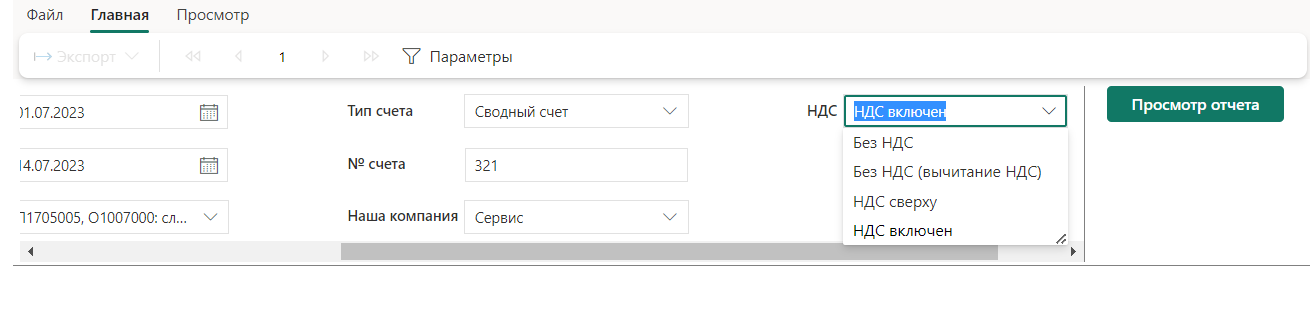 Файл Главная Просмотр
Экспорт 1 Параметры
01.07.2023 Тип счета Сводный счет НДС НДС включен Просмотр отчета
Без НДС
14.07.2023 № счета 321
Без НДС (вычитание НДС)
НДС сверху
П1705005, О1007000: сл... Наша компания Сервис
НДС включен